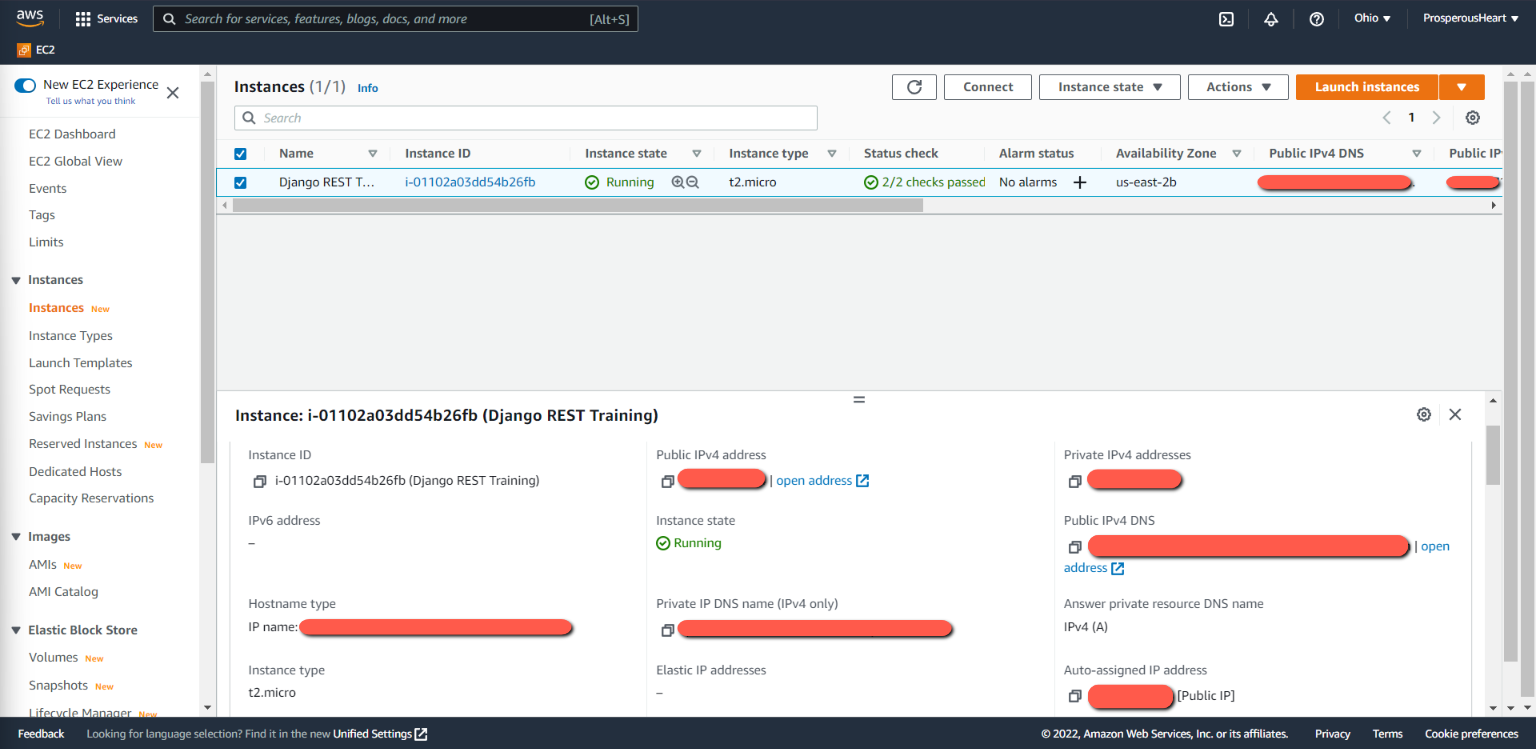 aws
Services
Search for services, features, blogs, docs, and more
[Alt+S]
Ohio
ProsperousHeart
EC2
New EC2 Experience
Tell us what you think
EC2 Dashboard
EC2 Global View
Events
Tags
Limits
Instances
Instances New
Instance Types
Launch Templates
Spot Requests
Savings Plans
Reserved Instances New
Dedicated Hosts
Capacity Reservations
Images
AMIs New
AMI Catalog
Elastic Block Store
Volumes New
Snapshots New
Lifecycle Manager New
Instances (1/1) Info
Connect
Instance state
Actions
Launch instances
Search
1
Name Instance ID Instance state Instance type Status check Alarm status Availability Zone Public IPv4 DNS Public IP
Django REST T... i-01102a03dd54b26fb Running t2.micro 2/2 checks passed No alarms us-east-2b
Instance: i-01102a03dd54b26fb (Django REST Training)
Instance ID
i-01102a03dd54b26fb (Django REST Training)
Public IPv4 address
| open address
Private IPv4 addresses
IPv6 address
–
Instance state
Running
Public IPv4 DNS
| open
address
Hostname type
IP name:
Private IP DNS name (IPv4 only)
Answer private resource DNS name
IPv4 (A)
Instance type
t2.micro
Elastic IP addresses
–
Auto-assigned IP address
[Public IP]
Feedback
Looking for language selection? Find it in the new Unified Settings
© 2022, Amazon Web Services, Inc. or its affiliates.
Privacy
Terms
Cookie preferences